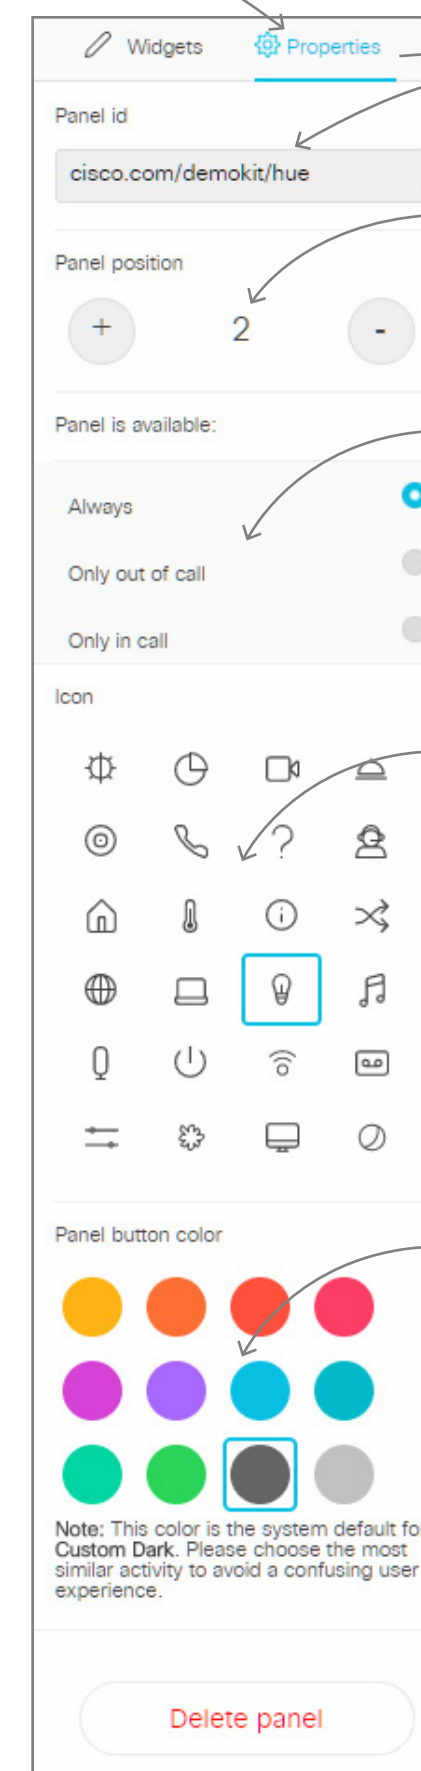 Widgets Properties
Panel id
cisco.com/demokit/hue
Panel position
+ 2 -
Panel is available:
Always
Only out of call
Only in call
Icon
Panel button color
Note: This color is the system default for
Custom Dark. Please choose the most
similar activity to avoid a confusing user
experience.
Delete panel